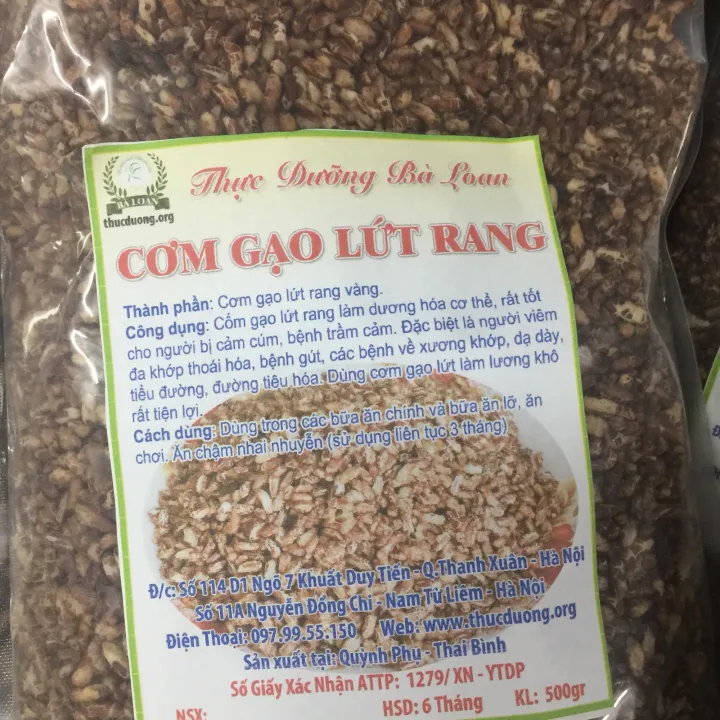 BÀ LOAN
thucduong.org
Thực Dưỡng Bà Loan
CƠM GẠO LỨT RANG
Thành phần: Cơm gạo lứt rang vàng.
Công dụng: Cốm gạo lứt rang làm dương hóa cơ thể, rất tốt
cho người bị cảm cúm, bệnh trầm cảm. Đặc biệt là người viêm
đa khớp thoái hóa, bệnh gút, các bệnh về xương khớp, dạ dày,
tiểu đường, đường tiêu hóa. Dùng cơm gạo lứt làm lương khô
rất tiện lợi.
Cách dùng: Dùng trong các bữa ăn chính và bữa ăn lỡ, ăn
chơi. Ăn chậm nhai nhuyễn (sử dụng liên tục 3 tháng)
Đ/c: Số 114 D1 Ngõ 7 Khuất Duy Tiến - Q.Thanh Xuân - Hà Nội
Số 11A Nguyễn Đổng Chi - Nam Từ Liêm - Hà Nội
Điện Thoại: 097.99.55.150 Web: www.thucduong.org
Sản xuất tại: Quỳnh Phụ - Thai Bình
Số Giấy Xác Nhận ATTP: 1279/ XN - YTDP
NSX: HSD: 6 Tháng KL: 500gr